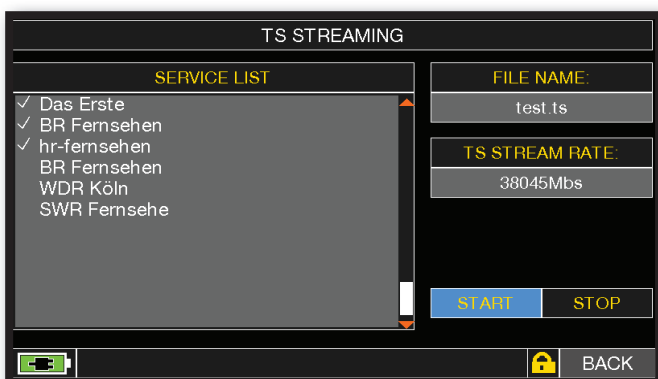 TS STREAMING
SERVICE LIST
✓ Das Erste
✓ BR Fernsehen
✓ hr-fernsehen
BR Fernsehen
WDR Köln
SWR Fernsehe
FILE NAME:
test.ts
TS STREAM RATE:
38045Mbs
START
STOP
BACK